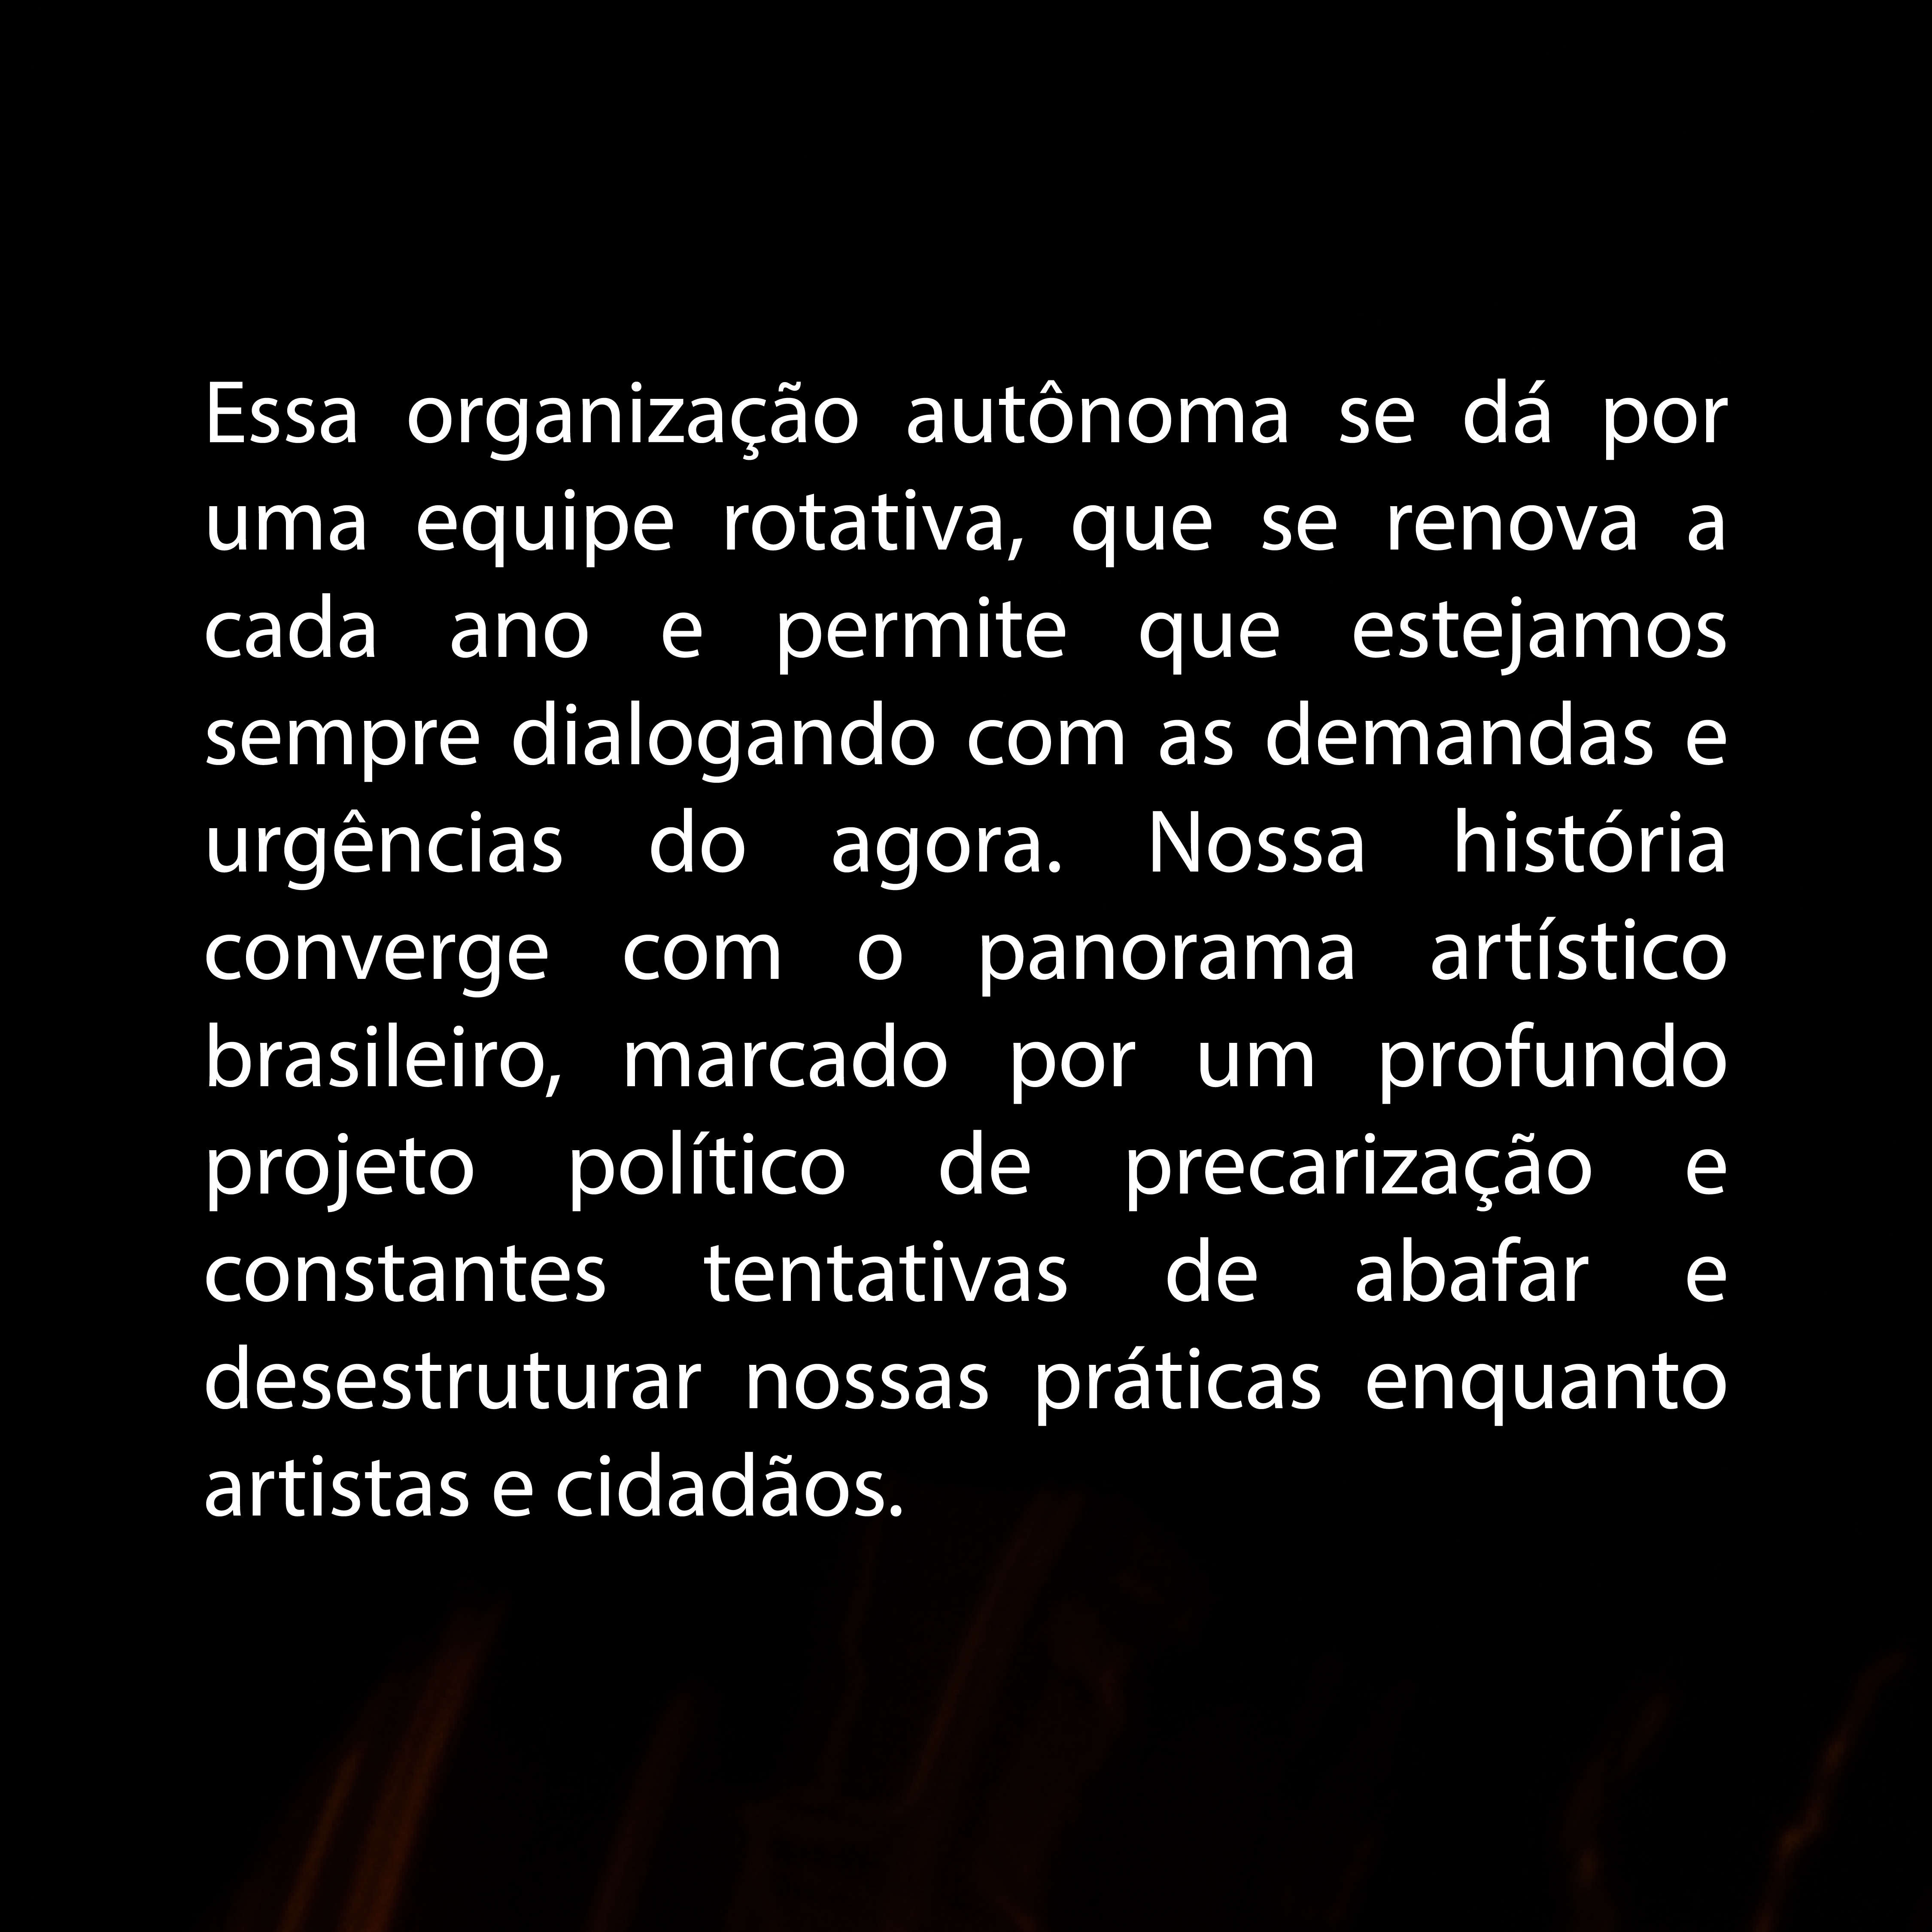 Essa organização autônoma se dá por
uma equipe rotativa, que se renova a
cada ano e permite que estejamos
sempre dialogando com as demandas e
urgências do agora. Nossa história
converge com o panorama artístico
brasileiro, marcado por um profundo
projeto político de precarização e
constantes tentativas de abafar e
desestruturar nossas práticas enquanto
artistas e cidadãos.